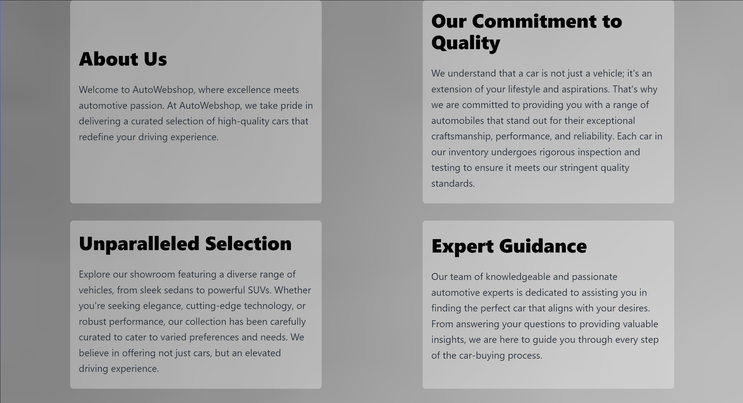 About Us
Welcome to AutoWebshop, where excellence meets
automotive passion. At AutoWebshop, we take pride in
delivering a curated selection of high-quality cars that
redefine your driving experience.
Our Commitment to
Quality
We understand that a car is not just a vehicle; it's an
extension of your lifestyle and aspirations. That's why
we are committed to providing you with a range of
automobiles that stand out for their exceptional
craftsmanship, performance, and reliability. Each car in
our inventory undergoes rigorous inspection and
testing to ensure it meets our stringent quality
standards.
Unparalleled Selection
Explore our showroom featuring a diverse range of
vehicles, from sleek sedans to powerful SUVs. Whether
you're seeking elegance, cutting-edge technology, or
robust performance, our collection has been carefully
curated to cater to varied preferences and needs. We
believe in offering not just cars, but an elevated
driving experience.
Expert Guidance
Our team of knowledgeable and passionate
automotive experts is dedicated to assisting you in
finding the perfect car that aligns with your desires.
From answering your questions to providing valuable
insights, we are here to guide you through every step
of the car-buying process.